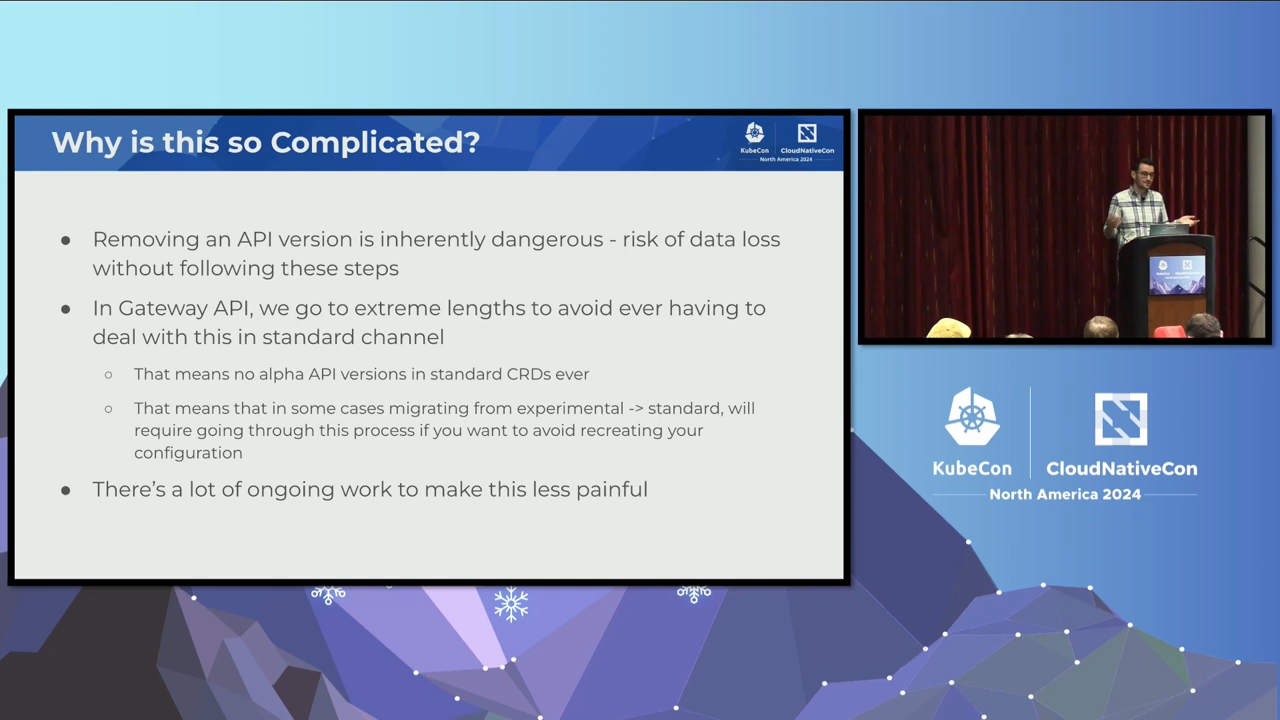 Why is this so Complicated?
KubeCon
CloudNativeCon
North America 2024
● Removing an API version is inherently dangerous - risk of data loss
without following these steps
● In Gateway API, we go to extreme lengths to avoid ever having to
deal with this in standard channel
○ That means no alpha API versions in standard CRDs ever
○ That means that in some cases migrating from experimental -> standard, will
require going through this process if you want to avoid recreating your
configuration
● There’s a lot of ongoing work to make this less painful
KubeCon
CloudNativeCon
North America 2024